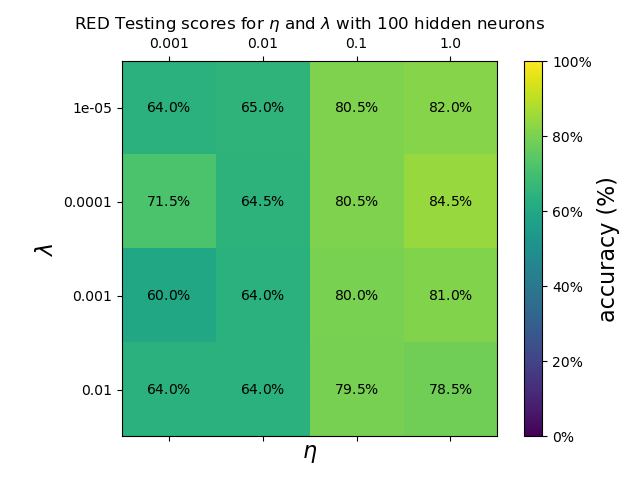 RED Testing scores for η and λ with 100 hidden neurons
0.001 0.01 0.1 1.0
100%
1e-05 64.0% 65.0% 80.5% 82.0%
80%
0.0001 71.5% 64.5% 80.5% 84.5%
60%
λ
accuracy (%)
40%
0.001 60.0% 64.0% 80.0% 81.0%
20%
0.01 64.0% 64.0% 79.5% 78.5%
0%
η